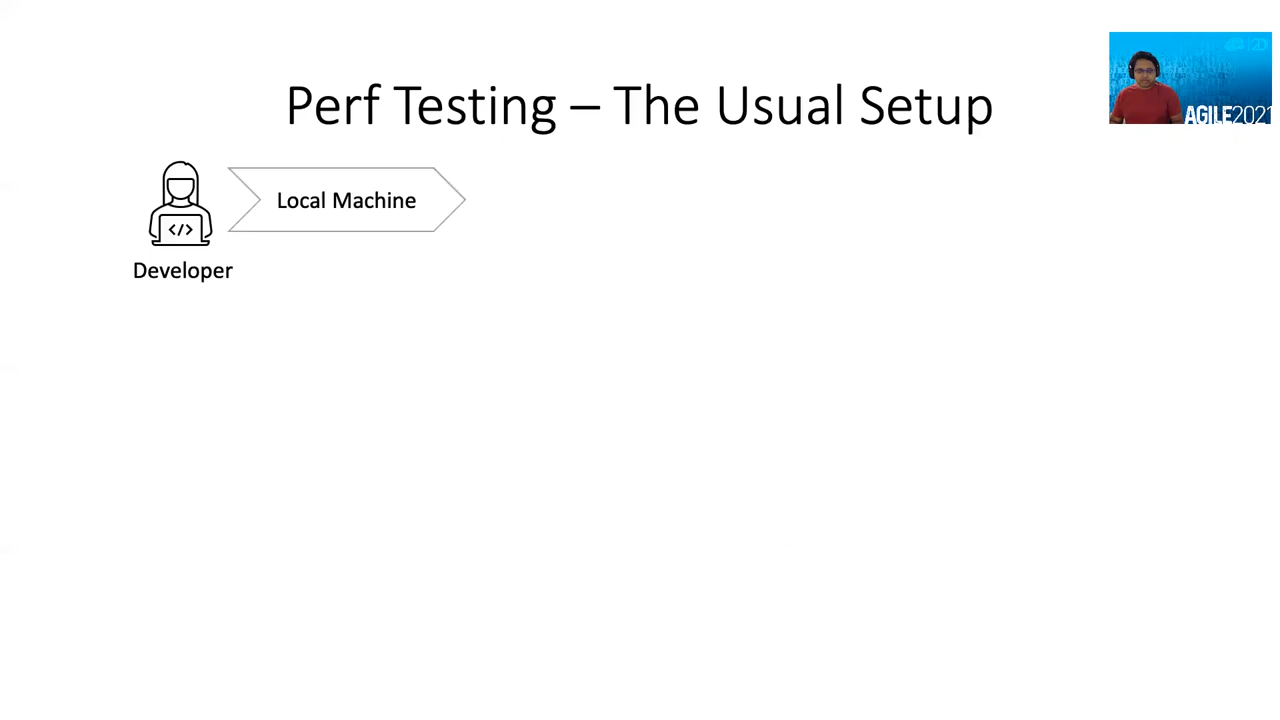 Perf Testing – The Usual Setup
AGILE2021
Local Machine
</>
Developer